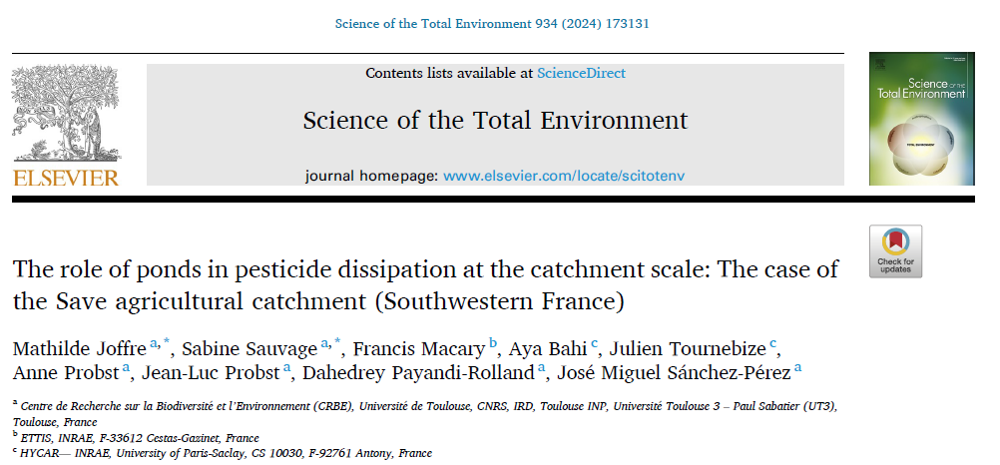 Science of the Total Environment 934 (2024) 173131
Contents lists available at ScienceDirect
Science of the Total Environment
journal homepage: www.elsevier.com/locate/scitotenv
ELSEVIER
Science OF THE
Total Environment
TOTAL ENVIRONMENT
Check for
updates
The role of ponds in pesticide dissipation at the catchment scale: The case of
the Save agricultural catchment (Southwestern France)
Mathilde Joffre a,*, Sabine Sauvage a,*, Francis Macary b, Aya Bahi c, Julien Tournebize c,
Anne Probst a, Jean-Luc Probst a, Dahedrey Payandi-Rolland a, José Miguel Sánchez-Pérez a
a Centre de Recherche sur la Biodiversité et l'Environnement (CRBE), Université de Toulouse, CNRS, IRD, Toulouse INP, Université Toulouse 3 – Paul Sabatier (UT3),
Toulouse, France
b ETTIS, INRAE, F-33612 Cestas-Gazinet, France
c HYCAR— INRAE, University of Paris-Saclay, CS 10030, F-92761 Antony, France